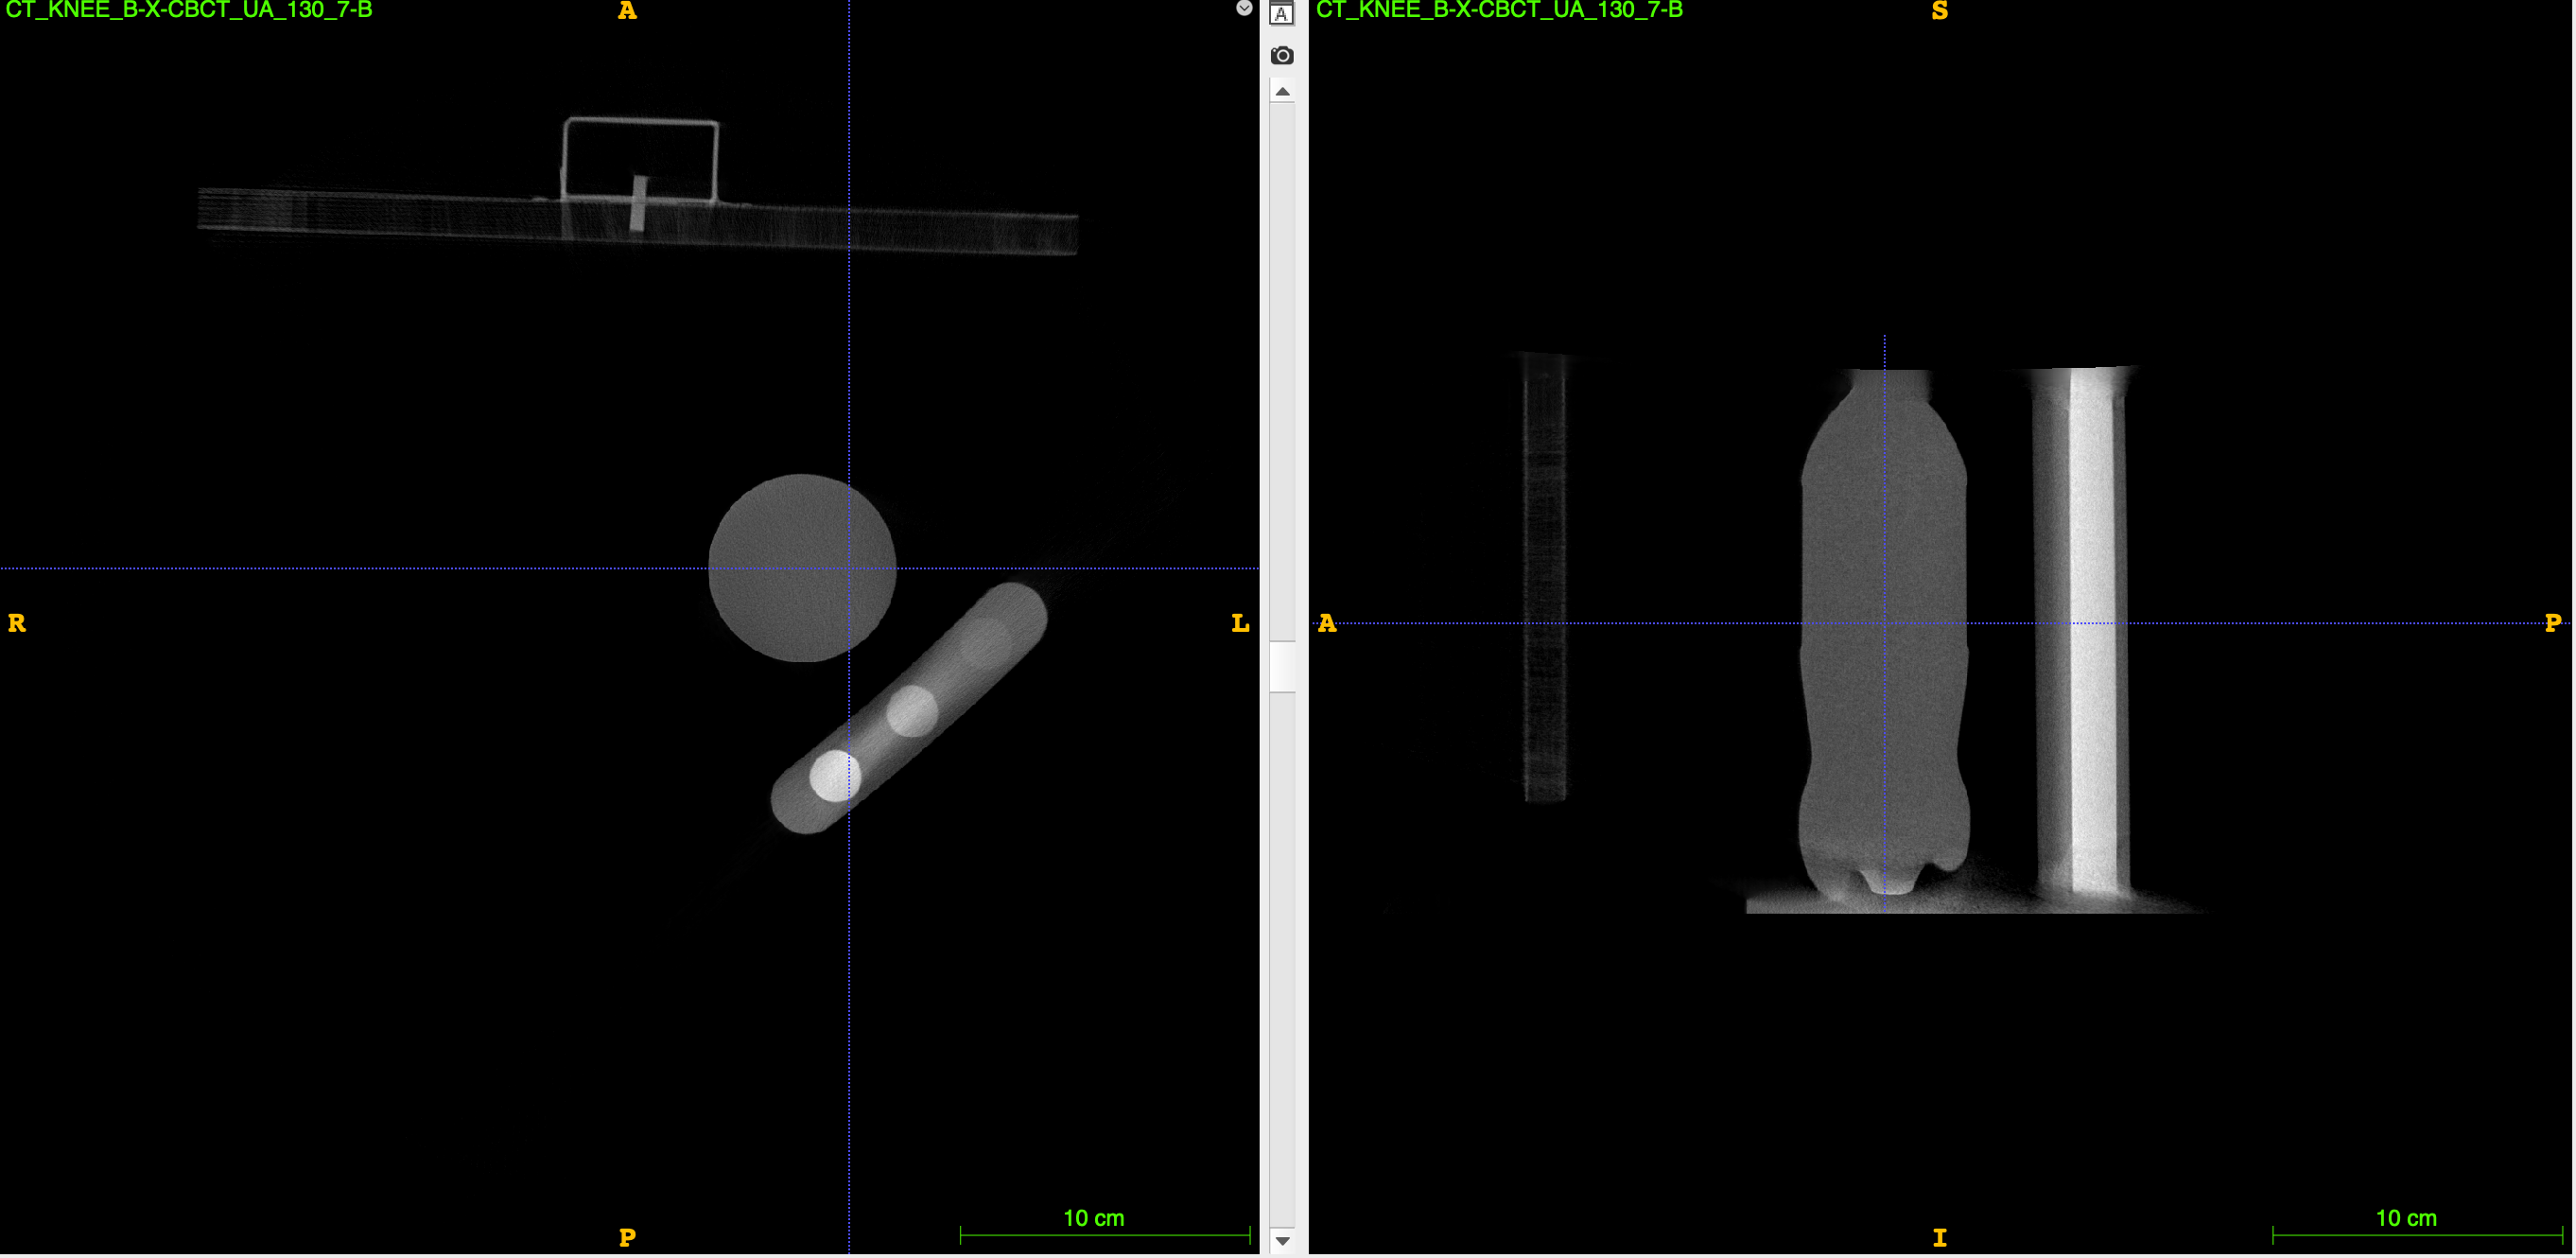 CT_KNEE_B-X-CBCT_UA_130_7-B
A
R
L
P
10 cm
A
CT_KNEE_B-X-CBCT_UA_130_7-B
S
A
P
I
10 cm